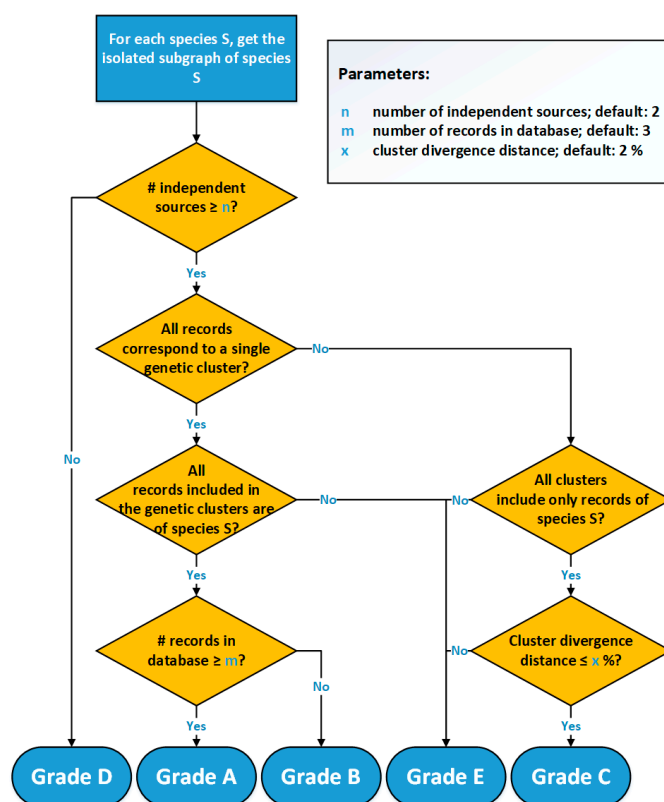 For each species S, get the
isolated subgraph of species
S
Parameters:
n number of independent sources; default: 2
m number of records in database; default: 3
x cluster divergence distance; default: 2 %
# independent
sources ≥ n?
Yes
All records
correspond to a single
genetic cluster?
No
Yes
No
All
records included in
the genetic clusters are
of species S?
No
No
All clusters
include only records of
species S?
Yes
Yes
# records in
database ≥ m?
No
No
Cluster divergence
distance ≤ x %?
Yes
Yes
Grade D
Grade A
Grade B
Grade E
Grade C